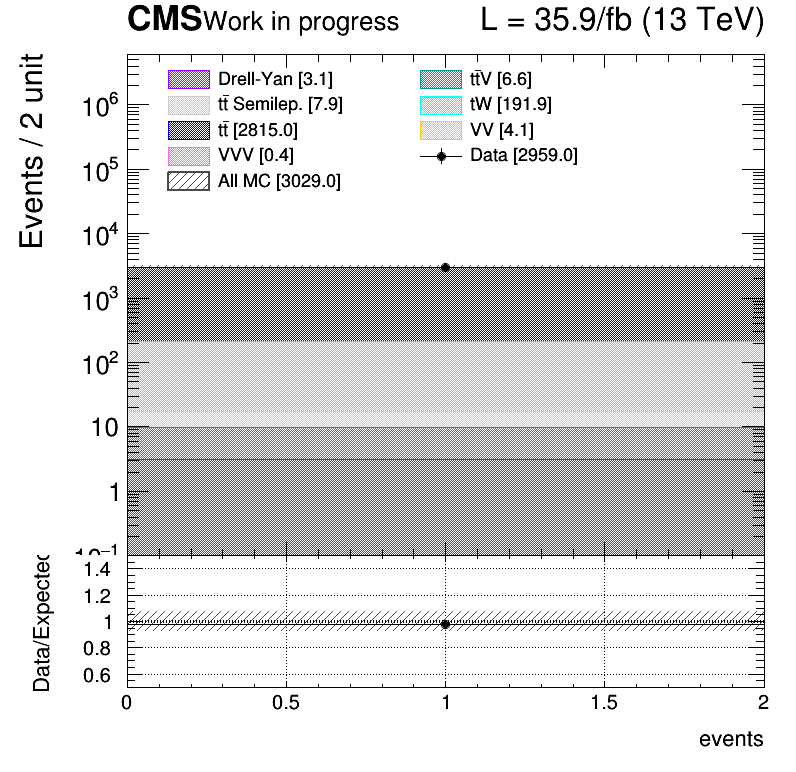 CMS Work in progress L = 35.9/fb (13 TeV)
Events / 2 unit
Drell-Yan [3.1] tt̄V [6.6]
tt̄ Semilep. [7.9] tW [191.9]
tt̄ [2815.0] VV [4.1]
VVV [0.4] Data [2959.0]
All MC [3029.0]
10⁶
10⁵
10⁴
10³
10²
10
1
10⁻¹
Data/Expected
1.4
1.2
1
0.8
0.6
0 0.5 1 1.5 2
events